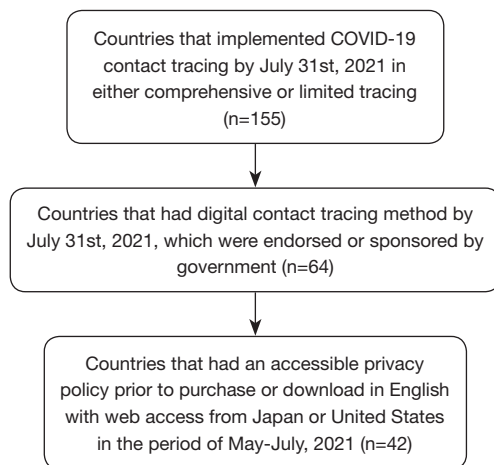 Countries that implemented COVID-19
contact tracing by July 31st, 2021 in
either comprehensive or limited tracing
(n=155)
Countries that had digital contact tracing method by
July 31st, 2021, which were endorsed or sponsored by
government (n=64)
Countries that had an accessible privacy
policy prior to purchase or download in English
with web access from Japan or United States
in the period of May-July, 2021 (n=42)